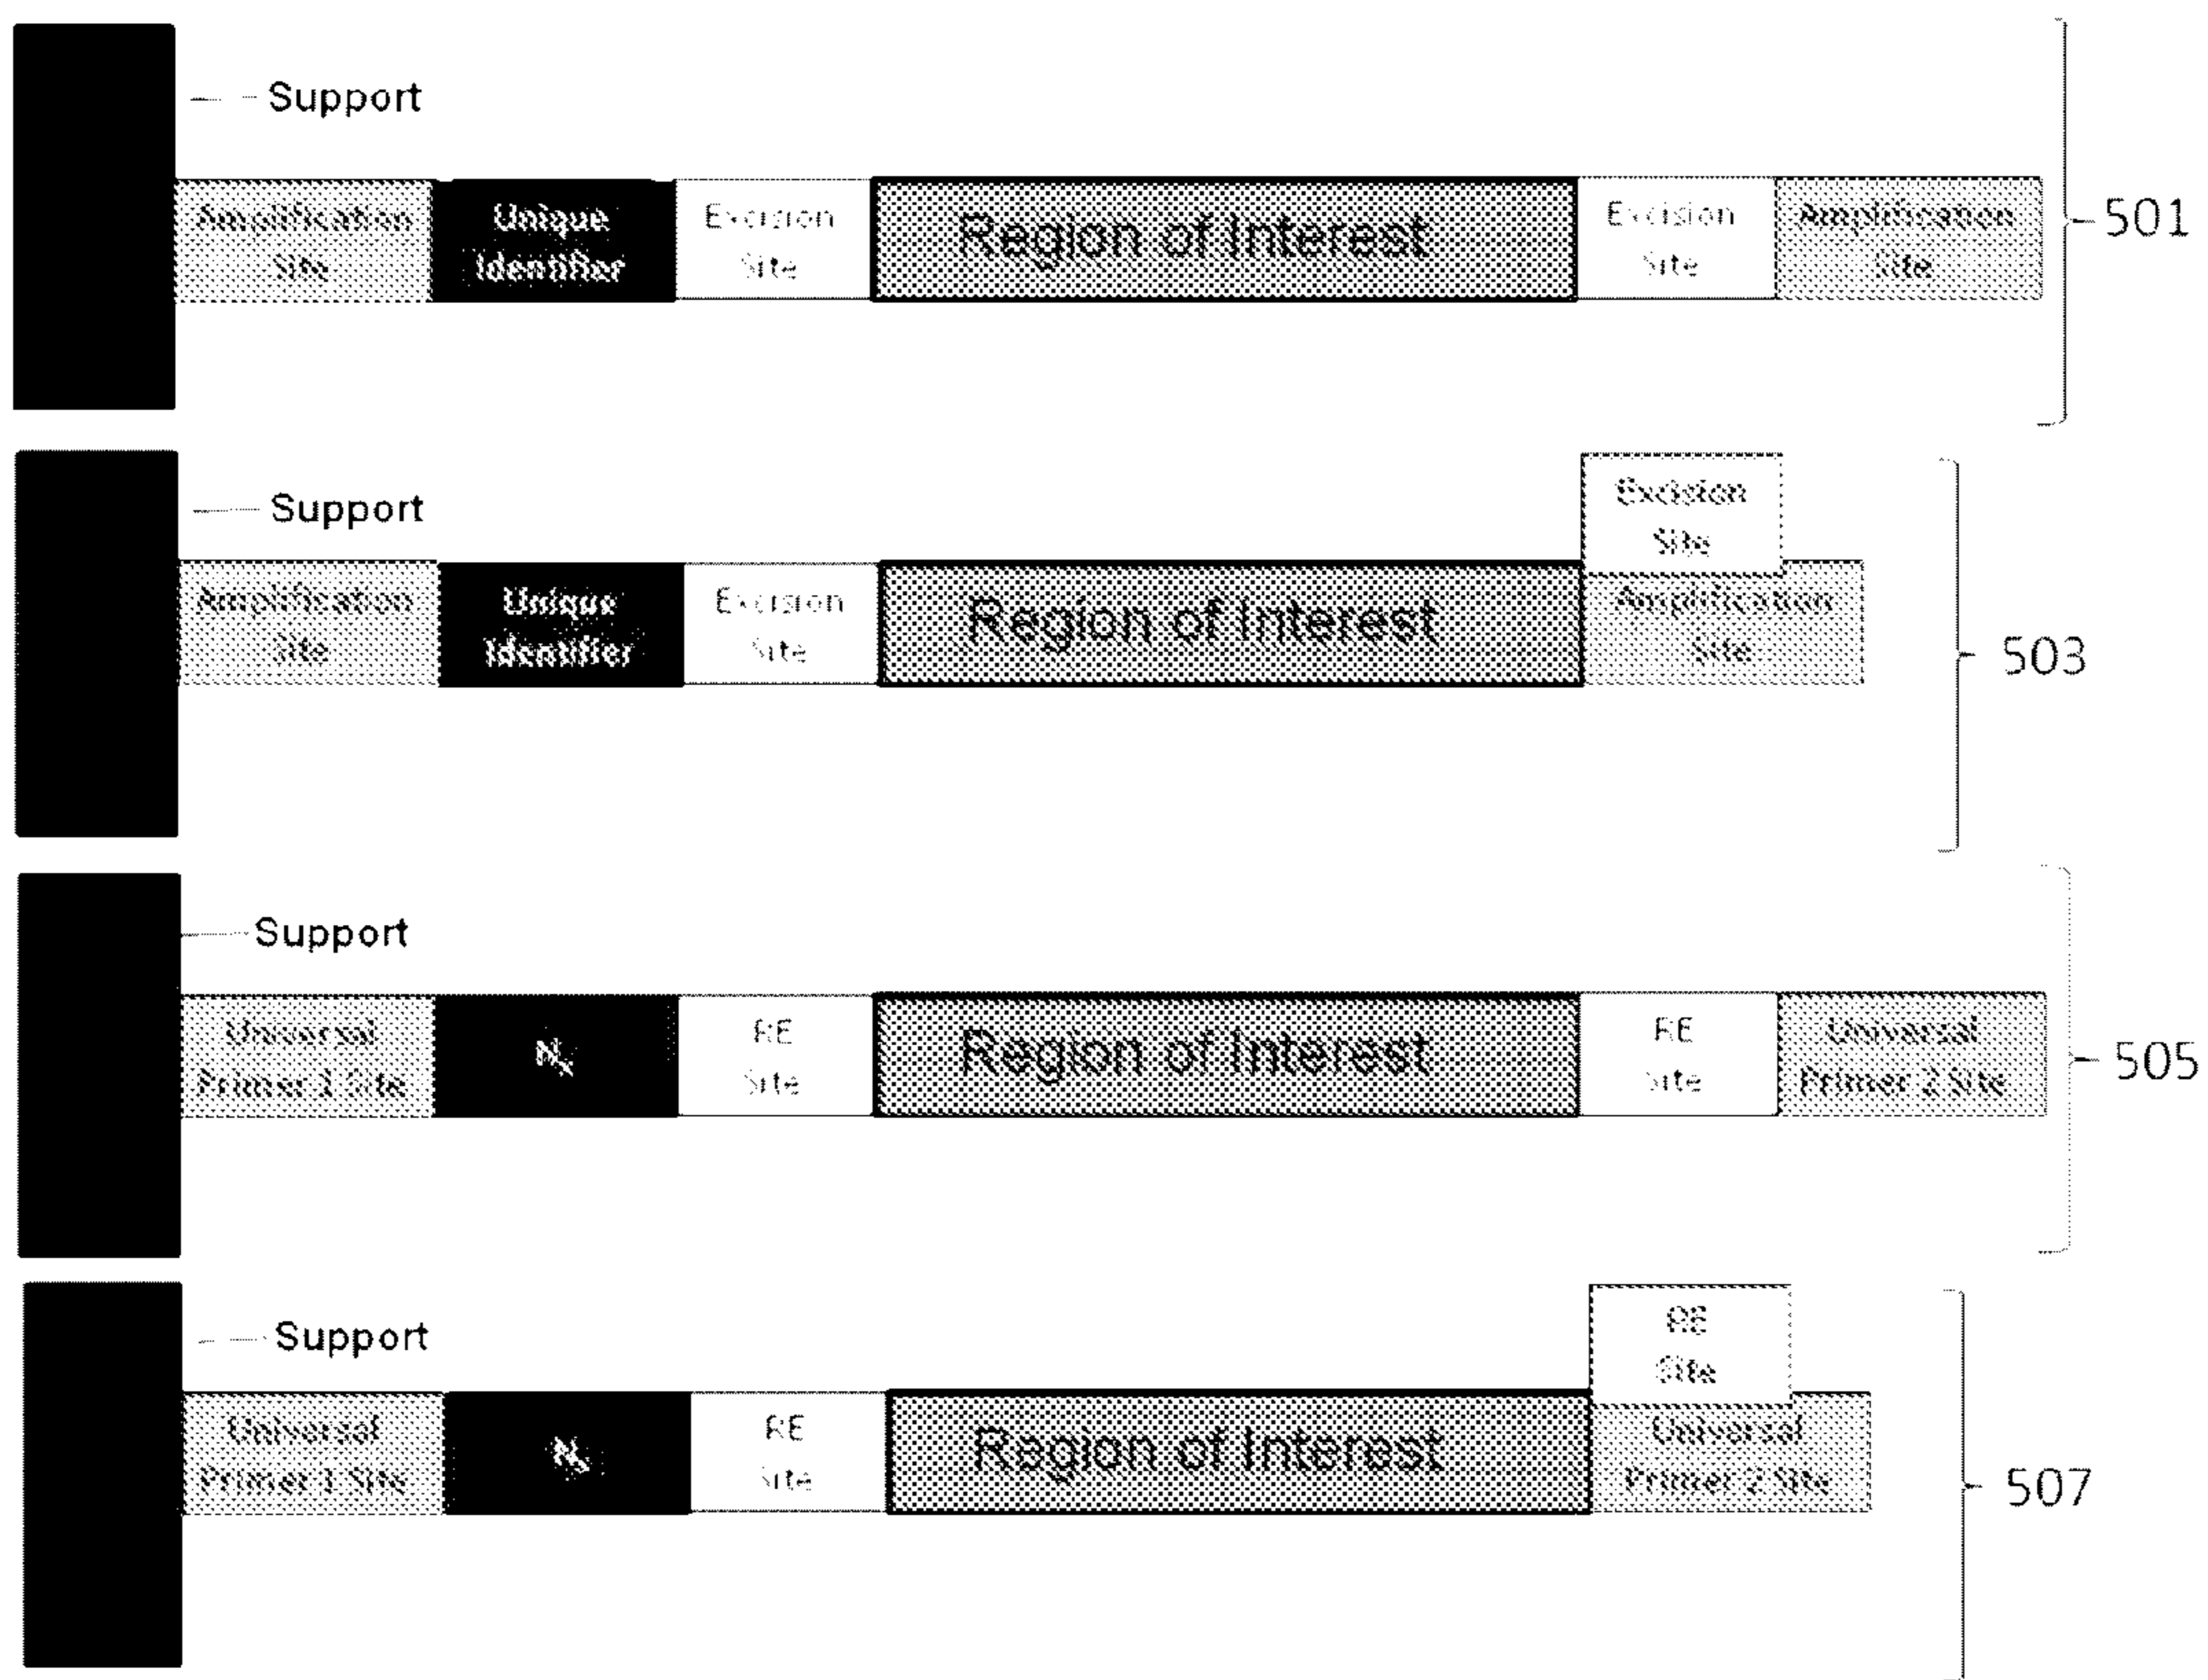 Support
Amplification
Site
Unique
Identifier
Excision
Site
Region of Interest
Excision
Site
Amplification
Site
501
Support
Excision
Site
Amplification
Site
Unique
Identifier
Excision
Site
Region of Interest
Amplification
Site
503
Support
Universal
Primer 1 Site
Nx
RE
Site
Region of Interest
RE
Site
Universal
Primer 2 Site
505
Support
RE
Site
Universal
Primer 1 Site
Nx
RE
Site
Region of Interest
Universal
Primer 2 Site
507